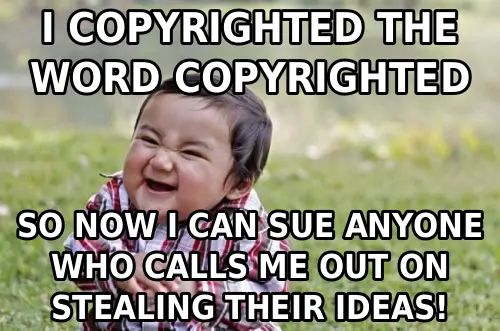 I COPYRIGHTED THE
WORD COPYRIGHTED
SO NOW I CAN SUE ANYONE
WHO CALLS ME OUT ON
STEALING THEIR IDEAS!